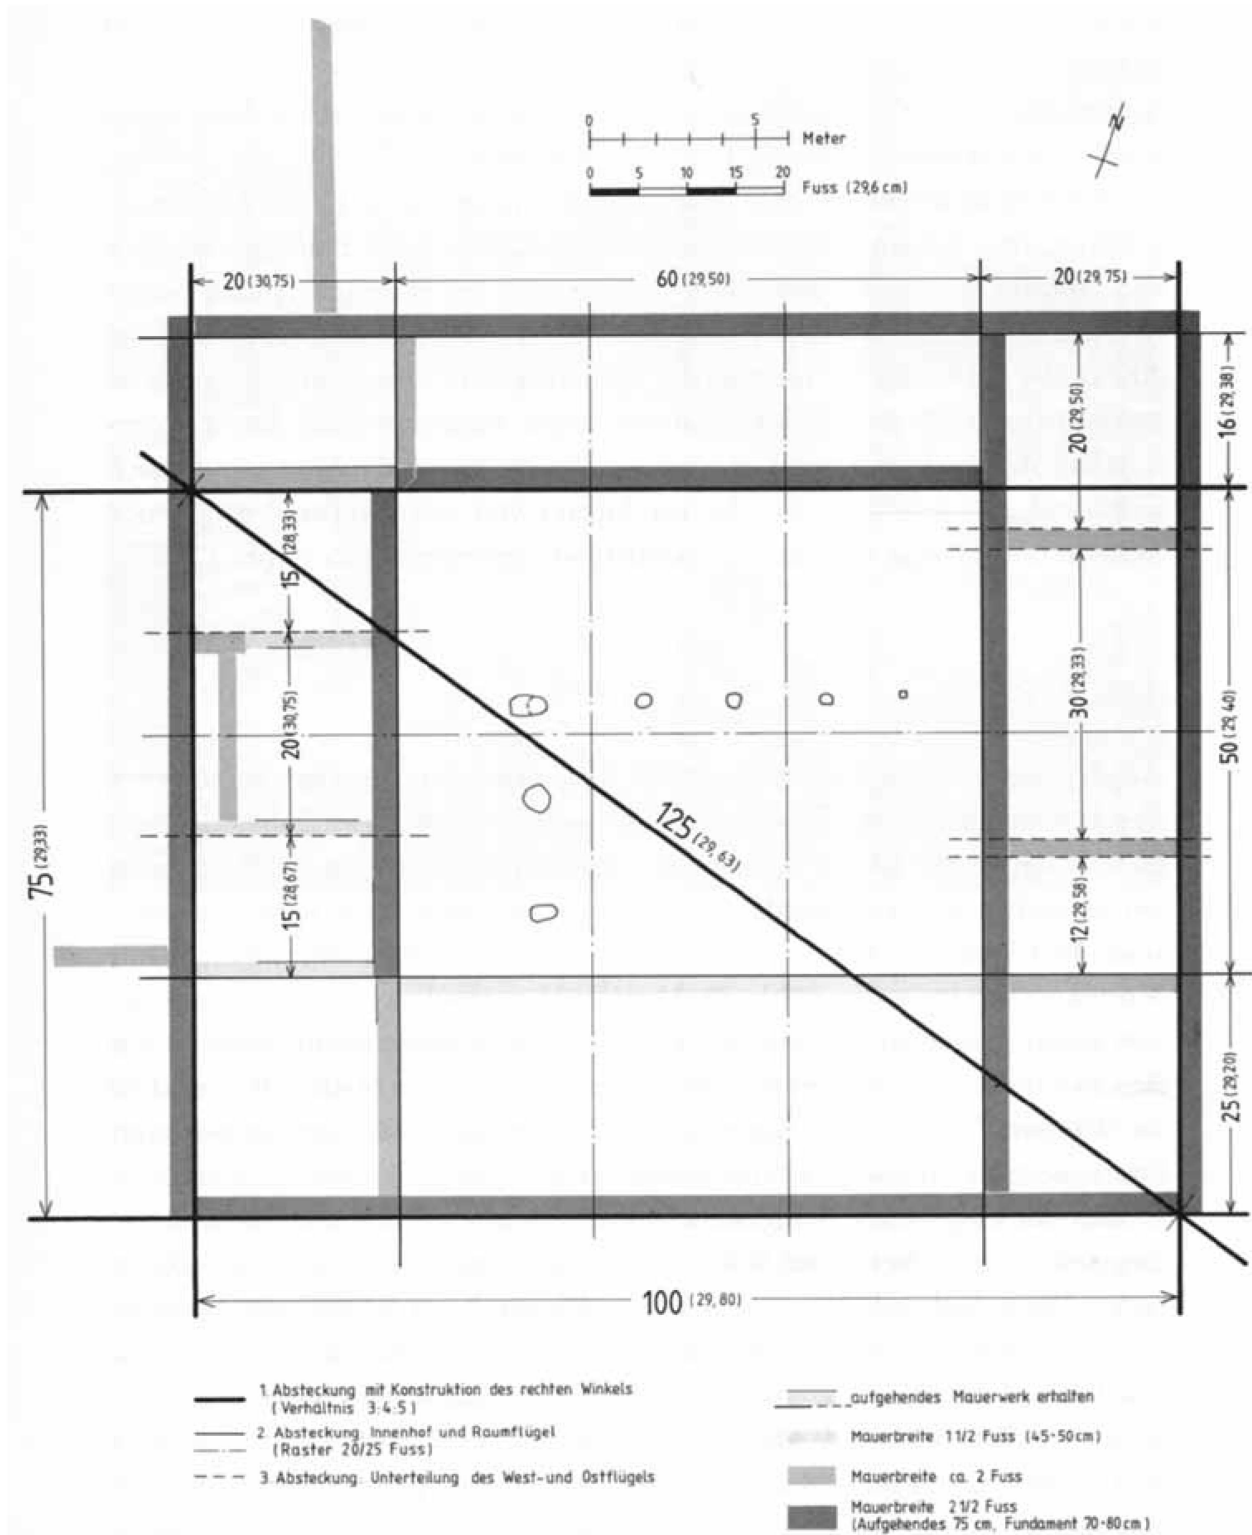 0 5
Meter
0 5 10 15 20
Fuss (29,6 cm)
N
20 (30,75)
60 (29,50)
20 (29,75)
20 (29,50)
16 (29,38)
15 (28,33)
20 (30,75)
15 (28,67)
75 (29,33)
125 (29,63)
30 (29,33)
50 (29,40)
12 (29,58)
25 (29,20)
100 (29,80)
1. Absteckung mit Konstruktion des rechten Winkels
(Verhältnis 3:4:5)
2. Absteckung: Innenhof und Raumflügel
(Raster 20/25 Fuss)
3. Absteckung: Unterteilung des West- und Ostflügels
aufgehendes Mauerwerk erhalten
Mauerbreite 1 1/2 Fuss (45-50cm)
Mauerbreite ca. 2 Fuss
Mauerbreite 2 1/2 Fuss
(Aufgehendes 75 cm, Fundament 70-80cm)